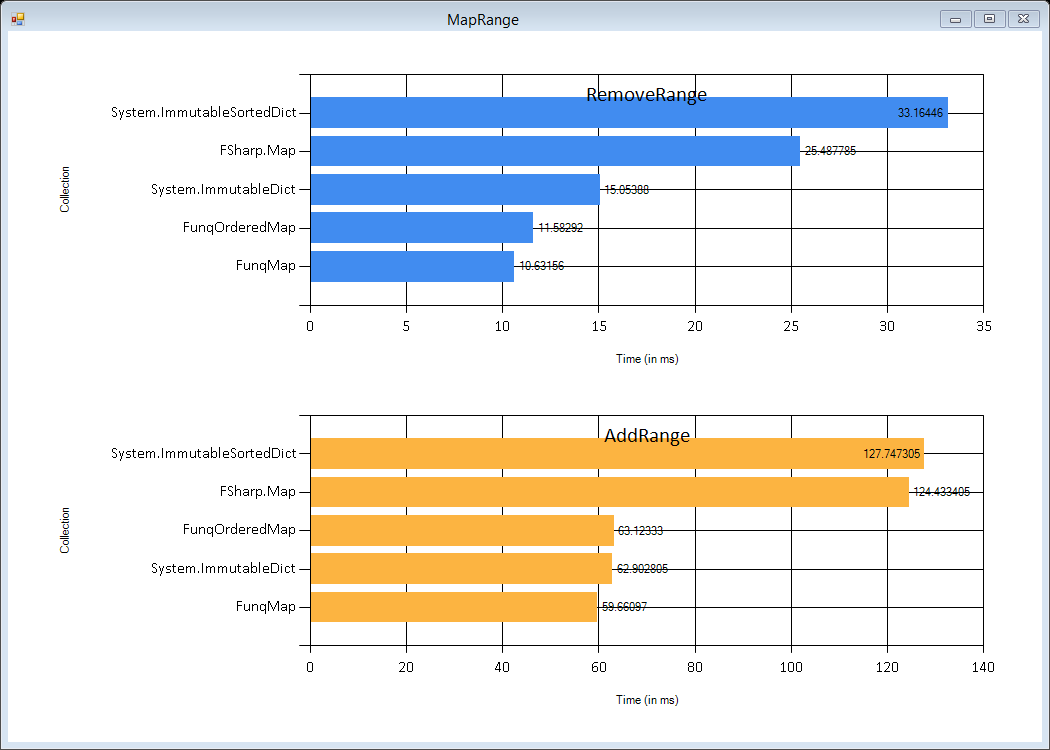 MapRange
RemoveRange
System.ImmutableSortedDict 33.16446
FSharp.Map 25.487785
System.ImmutableDict 15.05388
FunqOrderedMap 11.58292
FunqMap 10.63156
Collection
0 5 10 15 20 25 30 35
Time (in ms)
AddRange
System.ImmutableSortedDict 127.747305
FSharp.Map 124.433405
FunqOrderedMap 63.12333
System.ImmutableDict 62.902805
FunqMap 59.66097
Collection
0 20 40 60 80 100 120 140
Time (in ms)